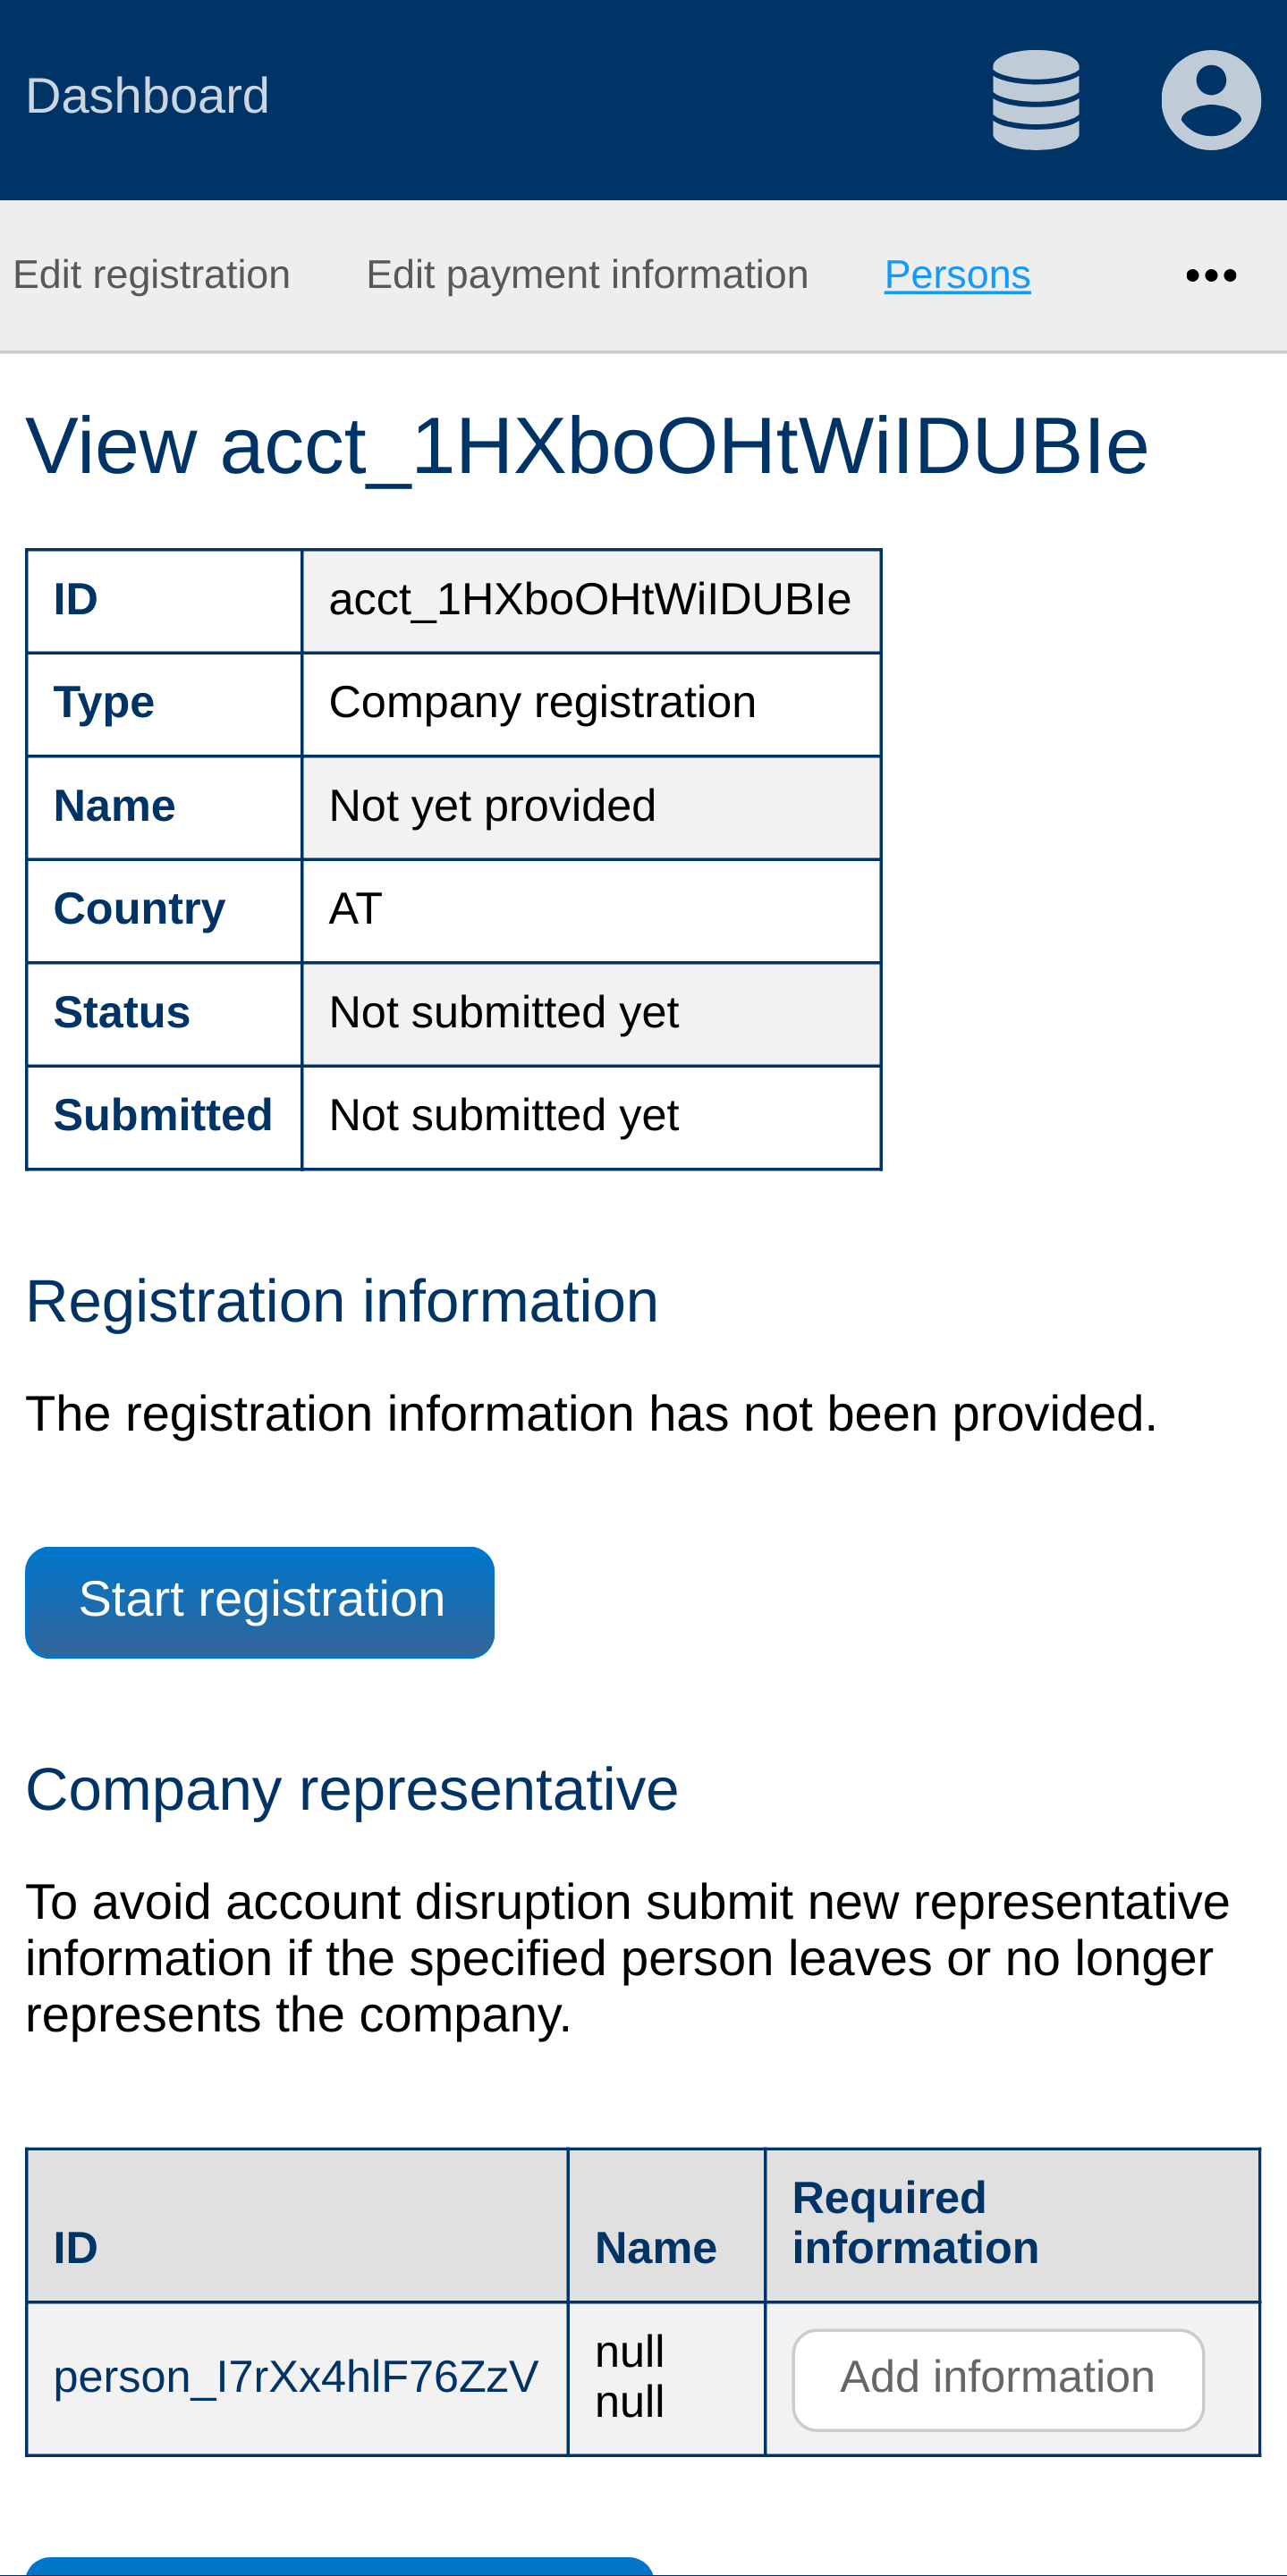 Dashboard
Edit registration Edit payment information Persons •••
View acct_1HXboOHtWiIDUBIe
ID acct_1HXboOHtWiIDUBIe
Type Company registration
Name Not yet provided
Country AT
Status Not submitted yet
Submitted Not submitted yet
Registration information
The registration information has not been provided.
Start registration
Company representative
To avoid account disruption submit new representative
information if the specified person leaves or no longer
represents the company.
ID Name Required
information
person_I7rXx4hlF76ZzV null
null Add information